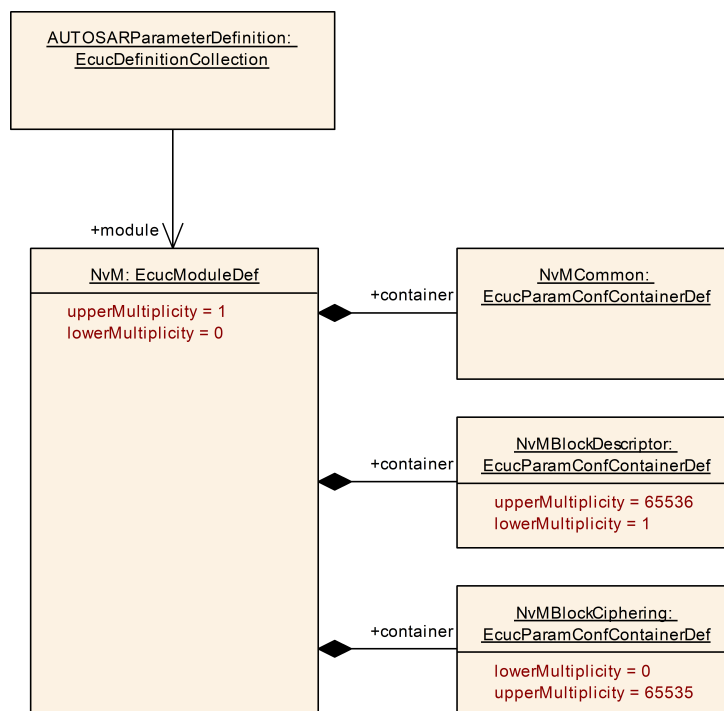 AUTOSARParameterDefinition:
EcucDefinitionCollection
+module
NvM: EcucModuleDef
upperMultiplicity = 1
lowerMultiplicity = 0
+container
NvMCommon:
EcucParamConfContainerDef
+container
NvMBlockDescriptor:
EcucParamConfContainerDef
upperMultiplicity = 65536
lowerMultiplicity = 1
+container
NvMBlockCiphering:
EcucParamConfContainerDef
lowerMultiplicity = 0
upperMultiplicity = 65535